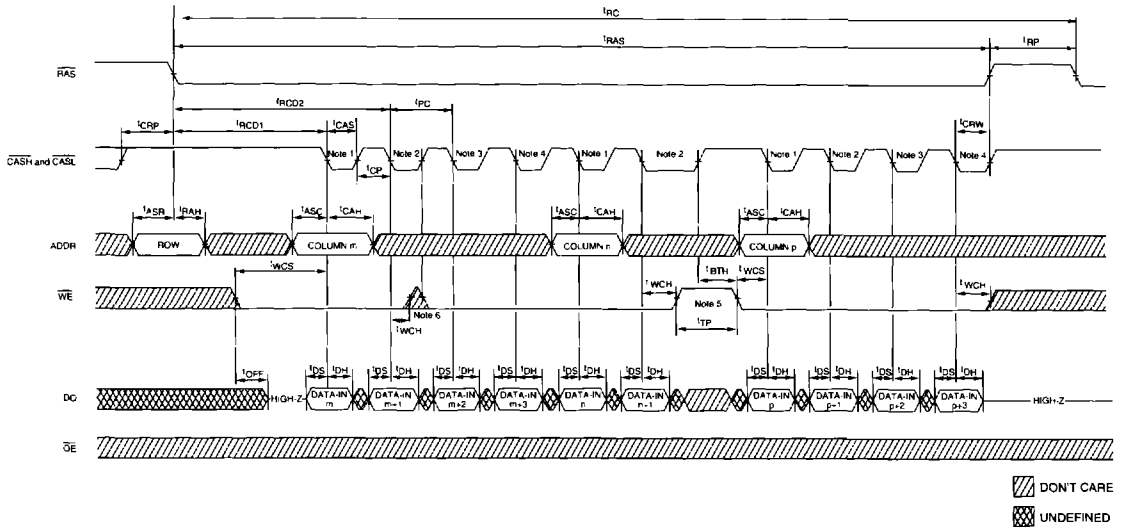 tRC
tRAS
tRP
RAS
tRCD2
tPC
tCRP
tRCD1
tCAS
tCRW
CASH and CASL
Note 1
Note 2
Note 3
Note 4
Note 1
Note 2
Note 1
Note 2
Note 3
Note 4
tCP
tASR
tRAH
tASC
tCAH
tASC
tCAH
tASC
tCAH
ADDR
ROW
COLUMN m
COLUMN n
COLUMN p
tWCS
tWCH
tBTH
tWCS
tWCH
WE
Note 5
Note 6
tWCH
tTP
tOFF
tDS tDH
tDS tDH
tDS tDH
tDS tDH
tDS tDH
tDS tDH
tDS tDH
tDS tDH
tDS tDH
tDS tDH
DQ
HIGH-Z
DATA-IN m
DATA-IN m+1
DATA-IN m+2
DATA-IN m+3
DATA-IN n
DATA-IN n+1
DATA-IN p
DATA-IN p+1
DATA-IN p+2
DATA-IN p+3
HIGH-Z
OE
DON'T CARE
UNDEFINED